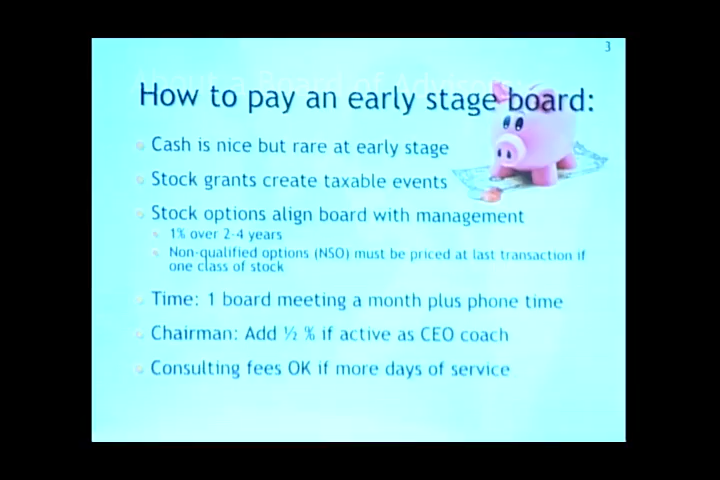 3
How to pay an early stage board:
Cash is nice but rare at early stage
Stock grants create taxable events
Stock options align board with management
1% over 2-4 years
Non-qualified options (NSO) must be priced at last transaction if
one class of stock
Time: 1 board meeting a month plus phone time
Chairman: Add ½ % if active as CEO coach
Consulting fees OK if more days of service